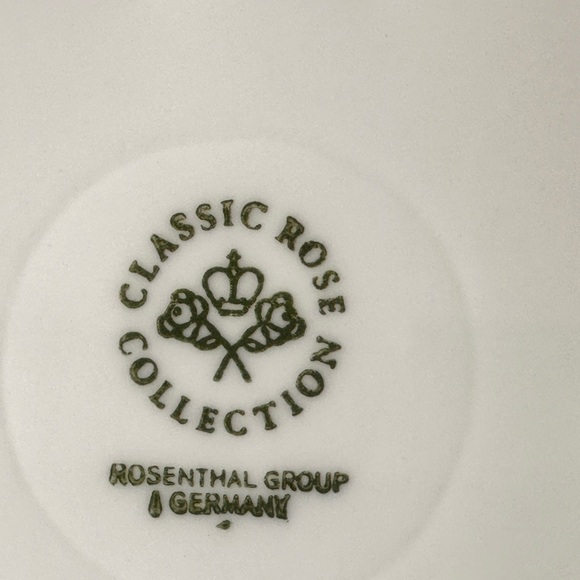 CLASSIC ROSE
COLLECTION
ROSENTHAL GROUP
GERMANY